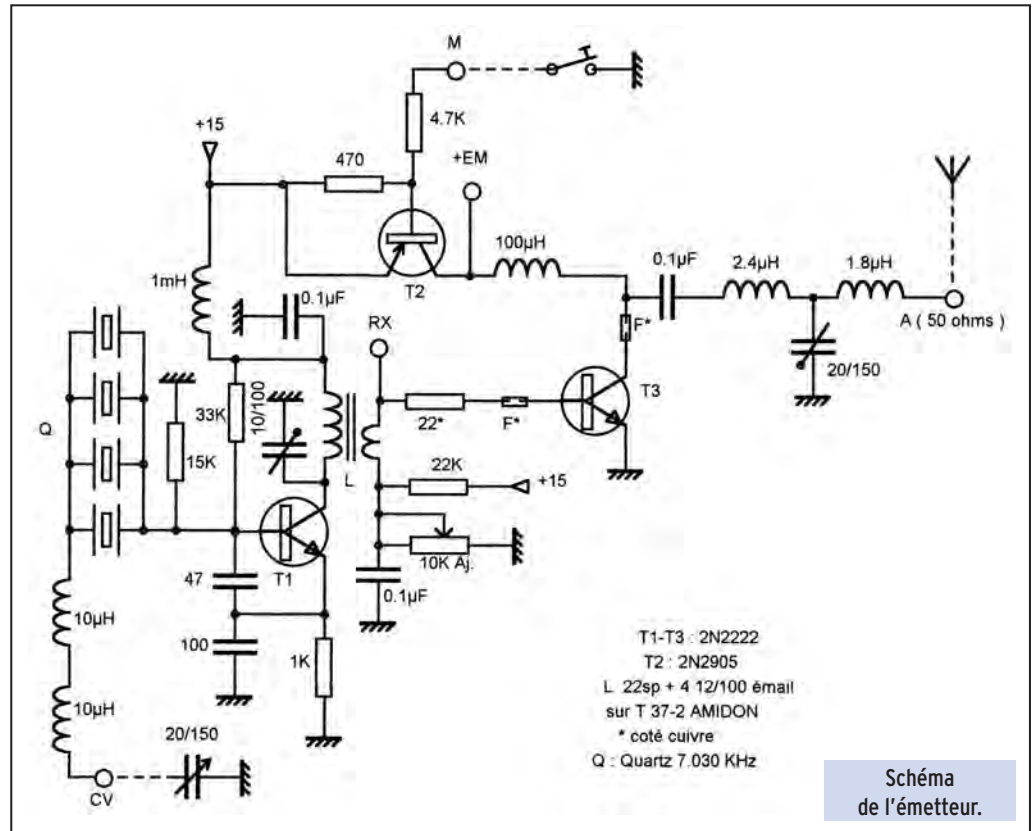 M
+15
4.7K
470
+EM
100µH
0.1µF
2.4µH
1.8µH
1mH
0.1µF
T2
RX
F*
A ( 50 ohms )
20/150
T3
Q
33K
10/100
15K
L
22*
F*
22K
+15
10K Aj.
47
T1
0.1µF
100
1K
10µH
10µH
20/150
CV
T1-T3 : 2N2222
T2 : 2N2905
L 22sp + 4 12/100 émail
sur T 37-2 AMIDON
* coté cuivre
Q : Quartz 7.030 KHz
Schéma
de l'émetteur.